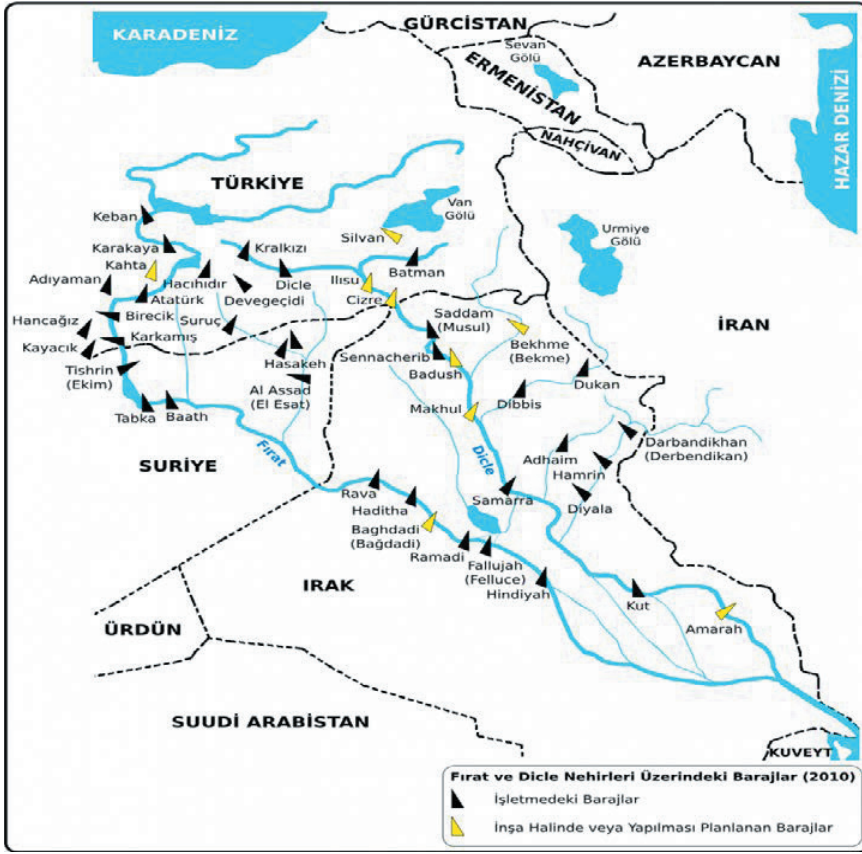 KARADENİZ
GÜRCİSTAN
Sevan
Gölü
ERMENİSTAN
AZERBAYCAN
HAZAR DENİZİ
NAHÇİVAN
TÜRKİYE
Van
Gölü
Urmiye
Gölü
Keban
Silvan
Karakaya
Kralkızı
Kahta
Batman
Adıyaman
Hacıhıdır
Dicle
Ilısu
Atatürk
Devegeçidi
Cizre
Hancağız
Birecik
Suruç
Saddam
(Musul)
İRAN
Kayacık
Karkamış
Bekhme
(Bekme)
Hasakeh
Sennacherib
Badush
Tishrin
(Ekim)
Al Assad
(El Esat)
Dukan
Dibbis
Tabka
Baath
Makhul
Fırat
Dicle
Darbandikhan
(Derbendikan)
Adhaim
Hamrin
SURİYE
Diyala
Samarra
Rava
Haditha
Baghdadi
(Bağdadi)
Ramadi
Fallujah
(Felluce)
Hindiyah
IRAK
Kut
Amarah
ÜRDÜN
SUUDİ ARABİSTAN
KUVEYT
Fırat ve Dicle Nehirleri Üzerindeki Barajlar (2010)
İşletmedeki Barajlar
İnşa Halinde veya Yapılması Planlanan Barajlar